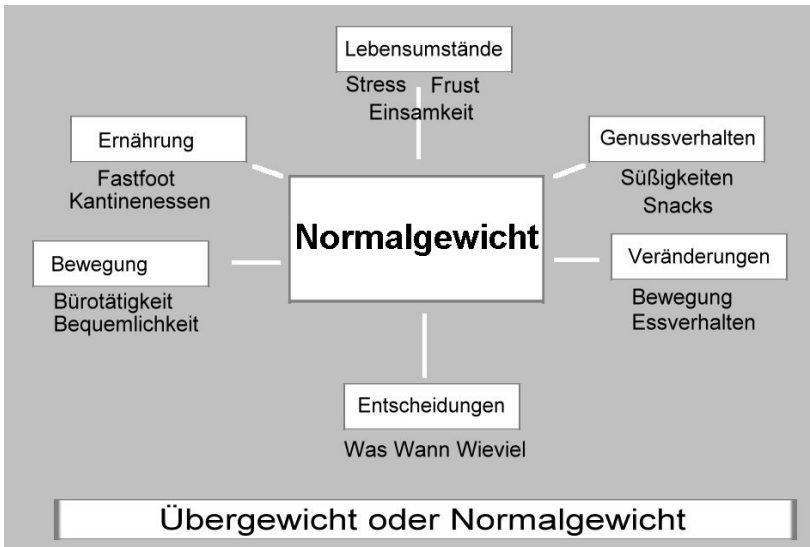 Lebensumstände
Stress Frust
Einsamkeit
Ernährung
Fastfoot
Kantinenessen
Genussverhalten
Süßigkeiten
Snacks
Normalgewicht
Bewegung
Bürotätigkeit
Bequemlichkeit
Veränderungen
Bewegung
Essverhalten
Entscheidungen
Was Wann Wieviel
Übergewicht oder Normalgewicht